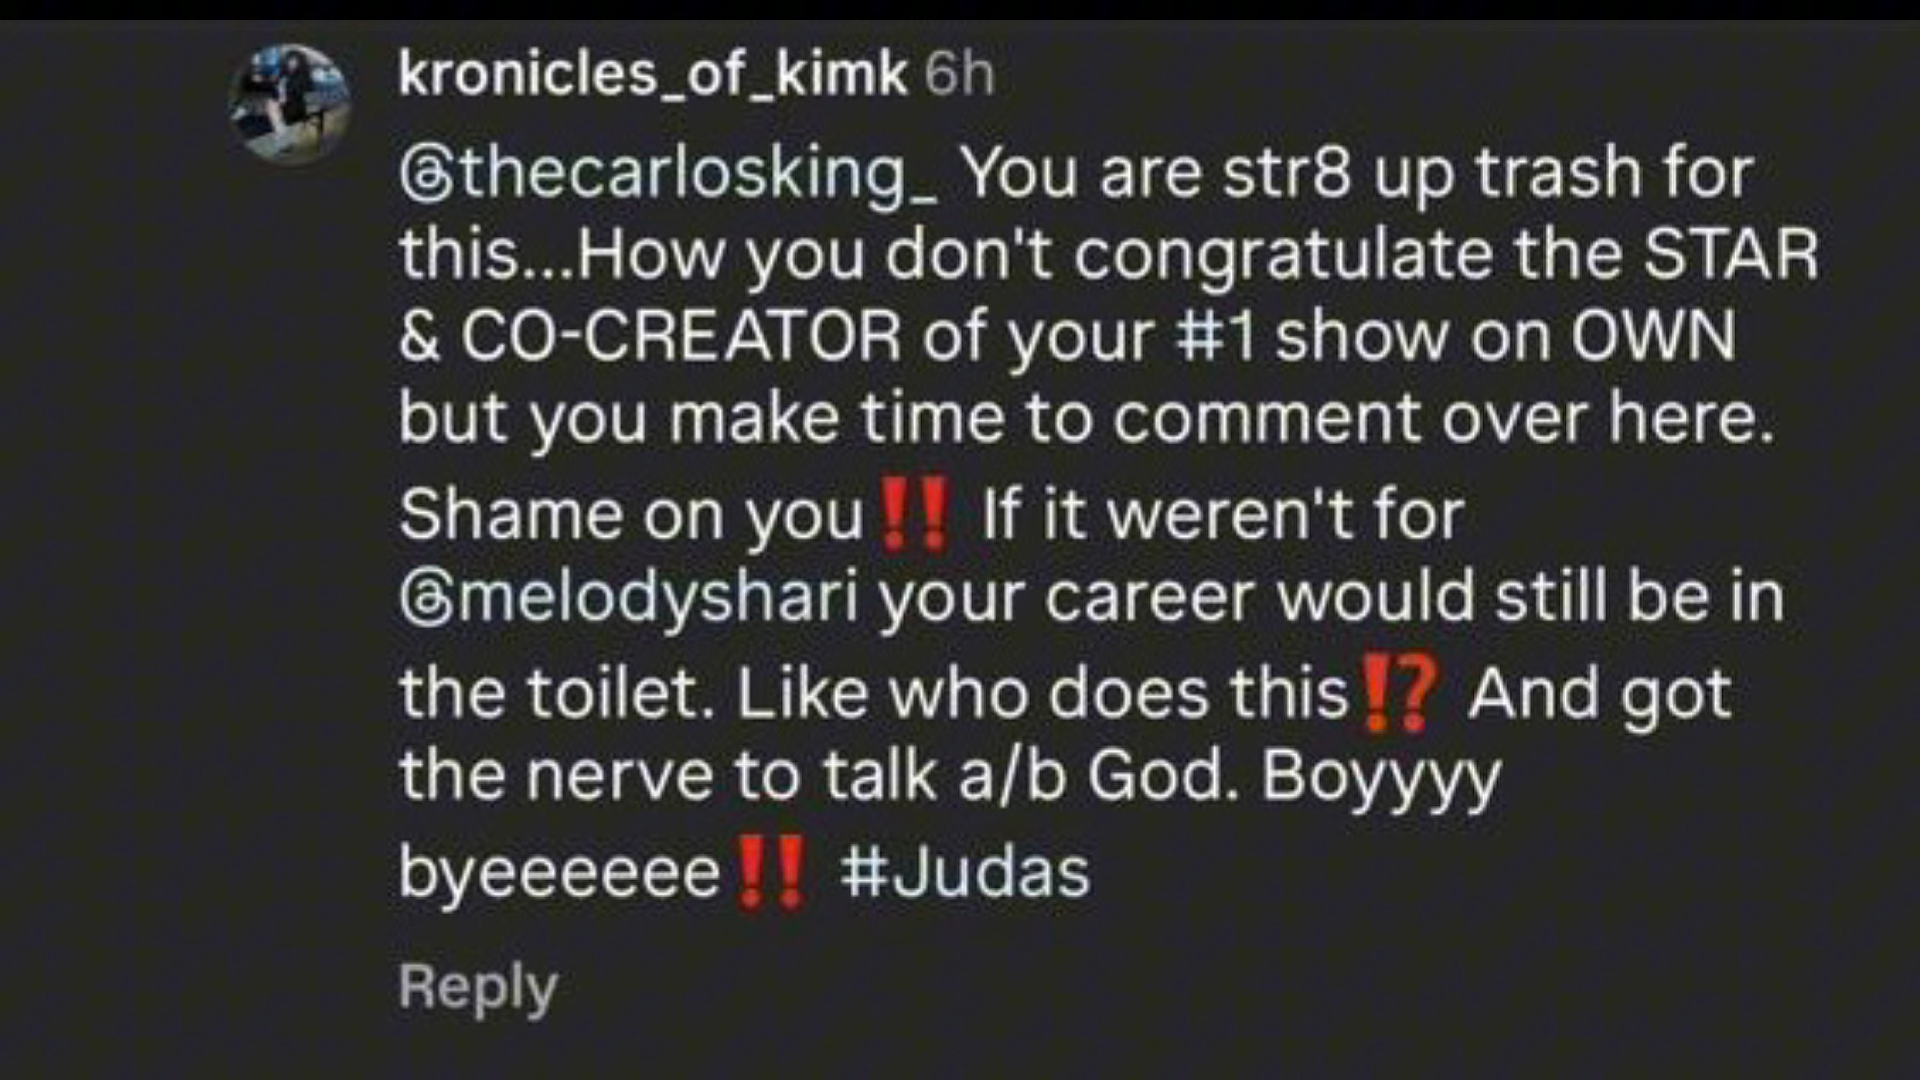 kronicles_of_kimk 6h
@thecarlosking_ You are str8 up trash for
this...How you don't congratulate the STAR
& CO-CREATOR of your #1 show on OWN
but you make time to comment over here.
Shame on you‼️ If it weren't for
@melodyshari your career would still be in
the toilet. Like who does this⁉️ And got
the nerve to talk a/b God. Boyyyy
byeeeeee‼️ #Judas
Reply